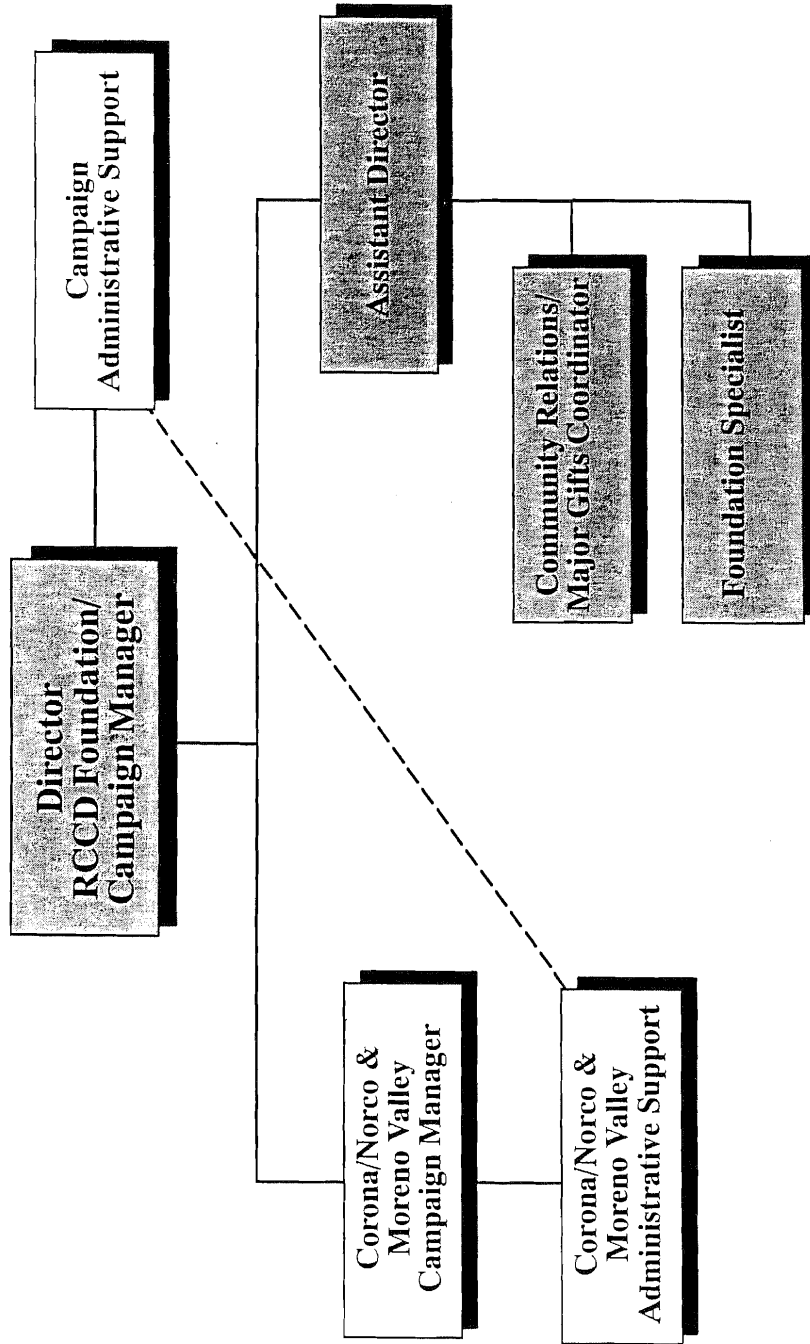 Director
RCCD Foundation/
Campaign Manager
Campaign
Administrative Support
Corona/Norco &
Moreno Valley
Campaign Manager
Assistant Director
Corona/Norco &
Moreno Valley
Administrative Support
Community Relations/
Major Gifts Coordinator
Foundation Specialist